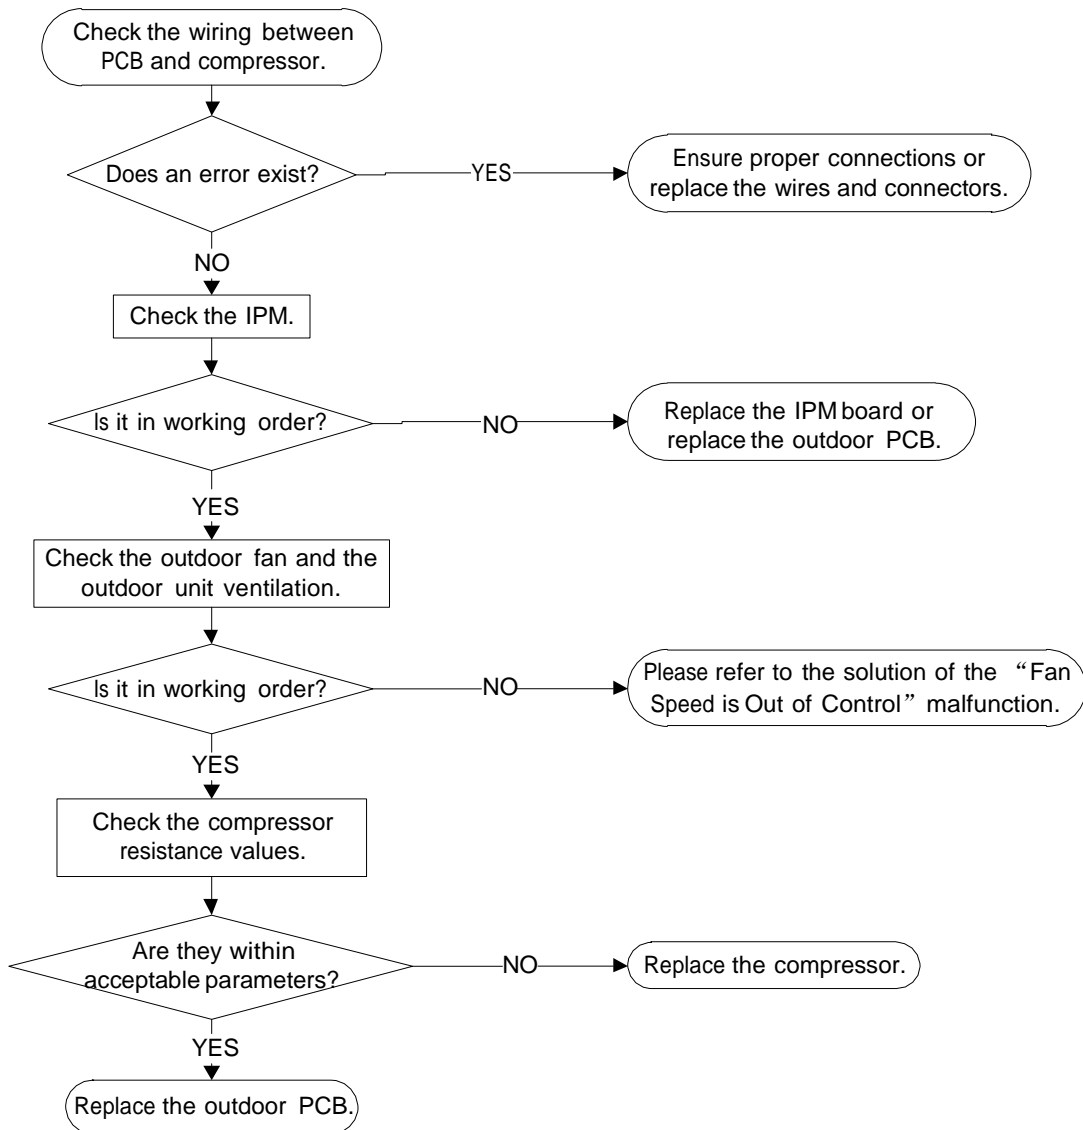 Check the wiring between
PCB and compressor.
Does an error exist?
YES
Ensure proper connections or
replace the wires and connectors.
NO
Check the IPM.
Is it in working order?
NO
Replace the IPM board or
replace the outdoor PCB.
YES
Check the outdoor fan and the
outdoor unit ventilation.
Is it in working order?
NO
Please refer to the solution of the “Fan
Speed is Out of Control” malfunction.
YES
Check the compressor
resistance values.
Are they within
acceptable parameters?
NO
Replace the compressor.
YES
Replace the outdoor PCB.